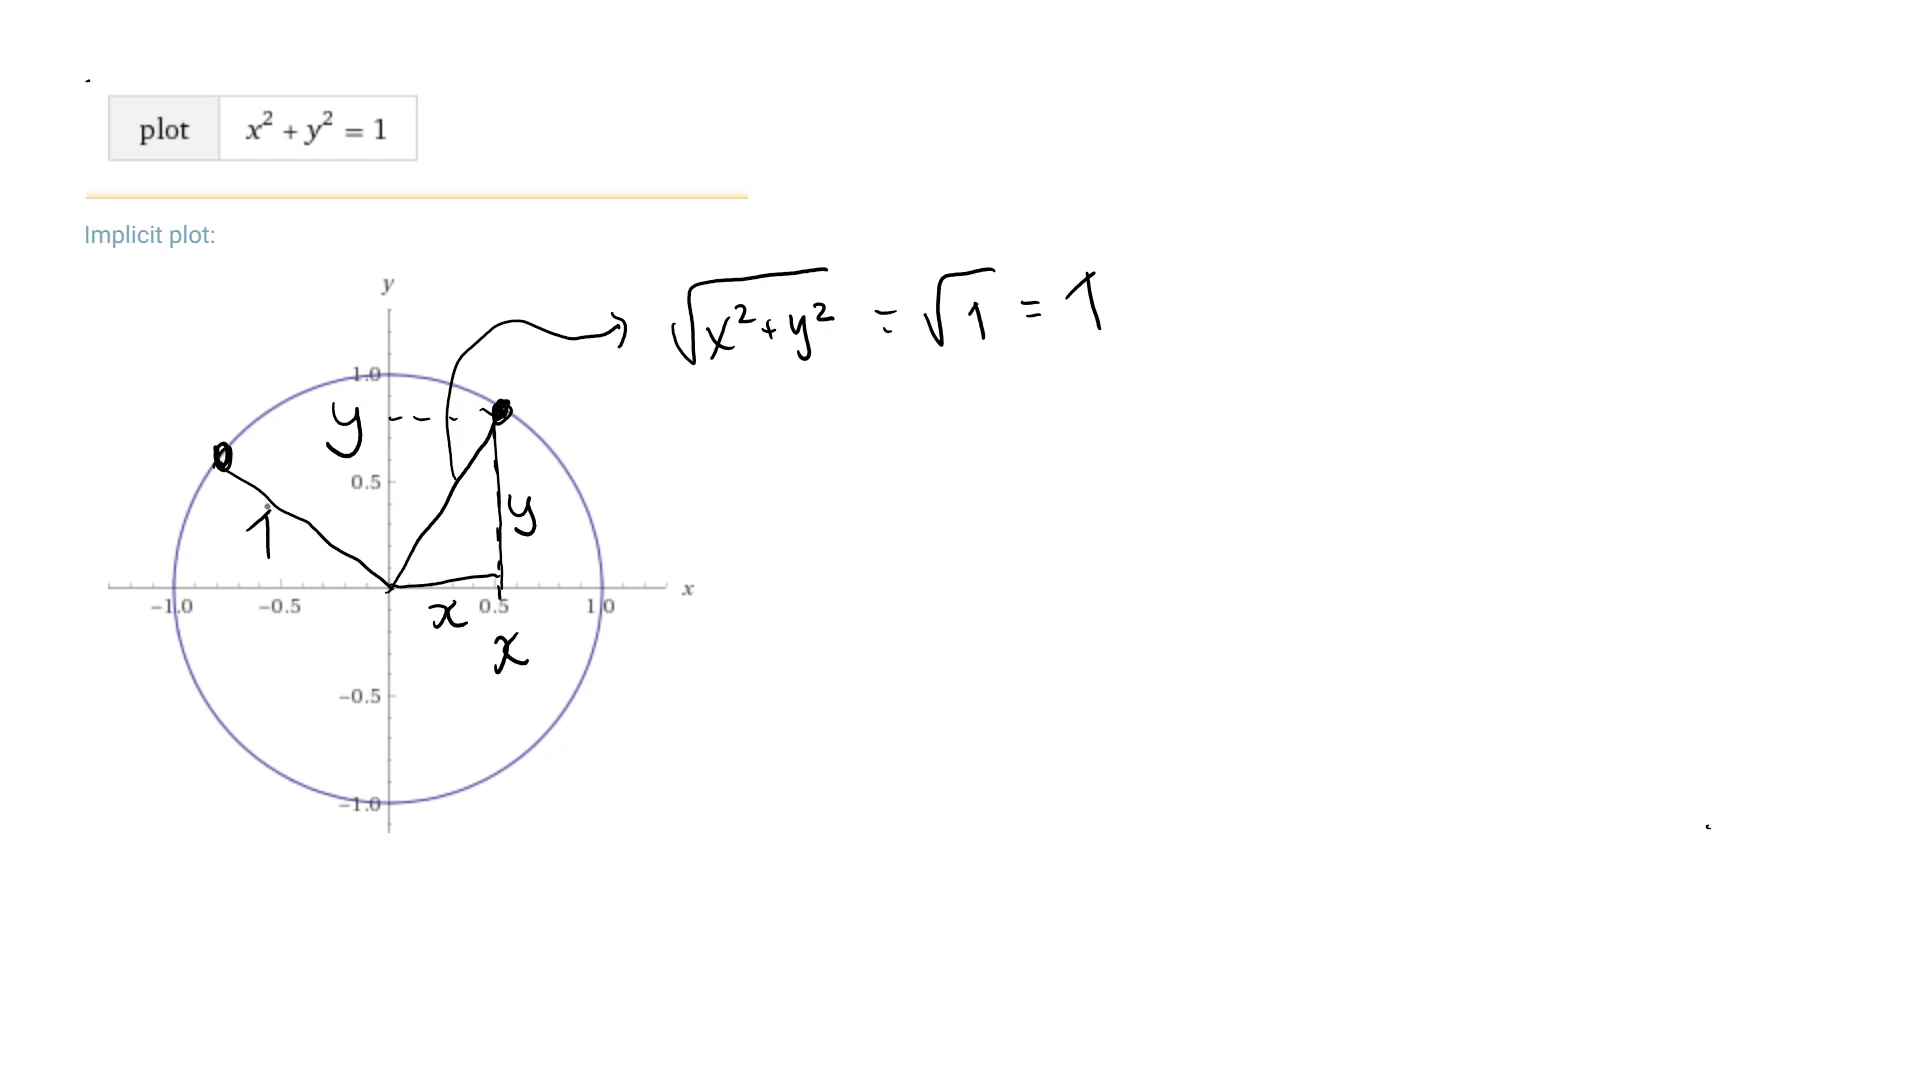 plot x² + y² = 1
Implicit plot:
y
√(x²+y²) = √1 = 1
1.0
y
0.5
y
1
x
−1.0 −0.5 0.5 1.0
x
x
−0.5
−1.0